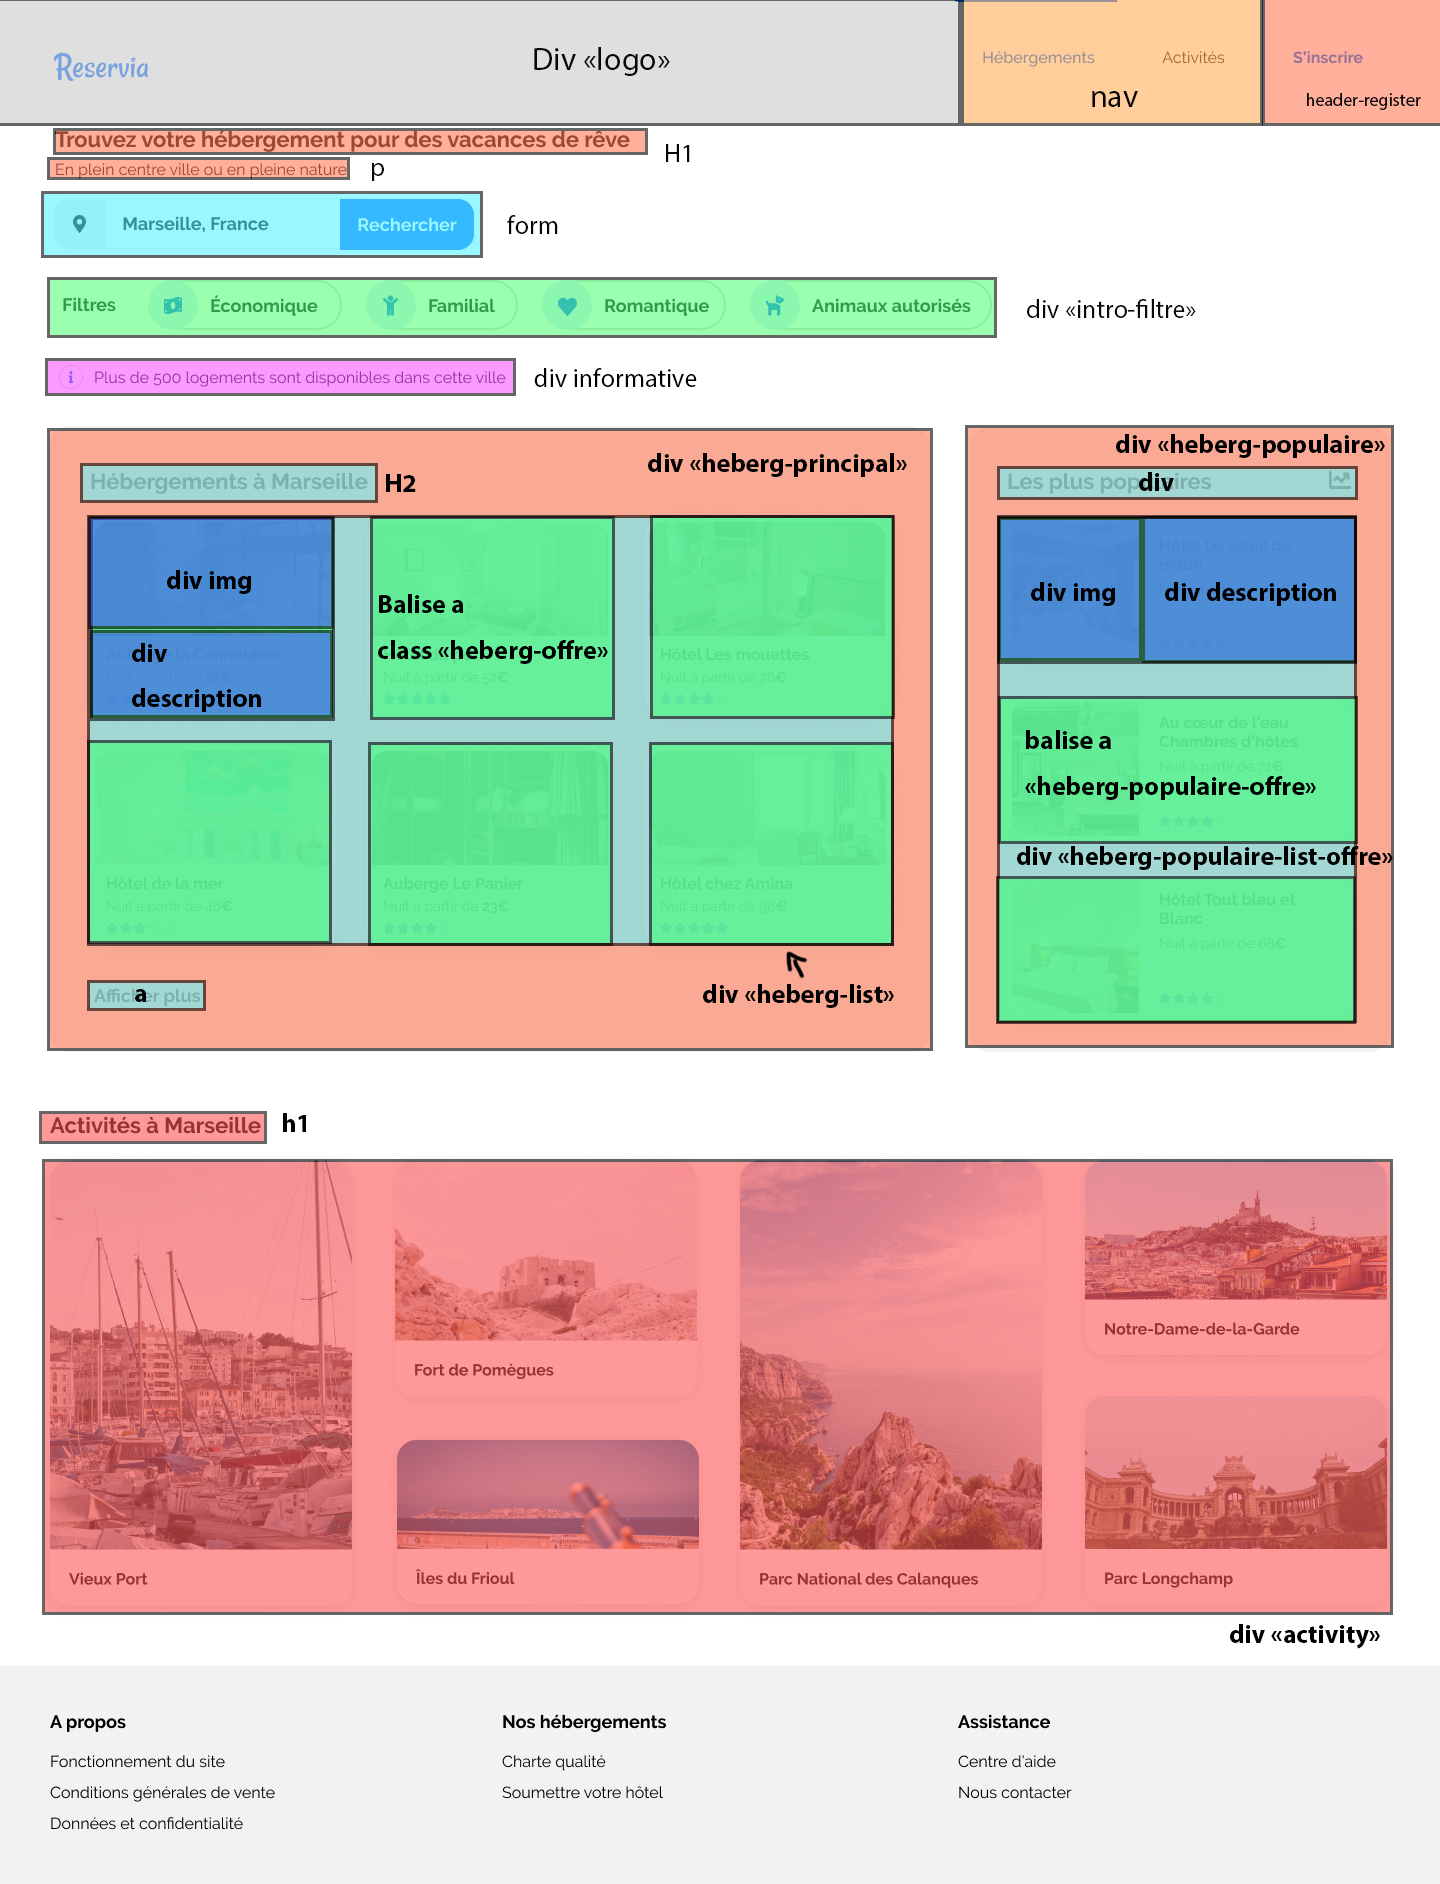 Reservia
Div «logo»
Hébergements
Activités
nav
S'inscrire
header-register
Trouvez votre hébergement pour des vacances de rêve
H1
En plein centre ville ou en pleine nature
p
Marseille, France
Rechercher
form
Filtres
Économique
Familial
Romantique
Animaux autorisés
div «intro-filtre»
Plus de 500 logements sont disponibles dans cette ville
div informative
div «heberg-principal»
Hébergements à Marseille
H2
div img
div
description
Nuit à partir de 25€
Balise a
class «heberg-offre»
Nuit à partir de 52€
Hôtel Les mouettes
Nuit à partir de 76€
Hôtel de la mer
Nuit à partir de 46€
Auberge Le Panier
Nuit à partir de 23€
Hôtel chez Amina
Nuit à partir de 96€
Afficher plus
a
div «heberg-list»
div «heberg-populaire»
Les plus populaires
div
Hôtel Le soleil du
matin
div img
div description
Au cœur de l'eau
Chambres d'hôtes
balise a
Nuit à partir de 71€
«heberg-populaire-offre»
div «heberg-populaire-list-offre»
Hôtel Tout bleu et
Blanc
Nuit à partir de 68€
Activités à Marseille
h1
Vieux Port
Fort de Pomègues
Îles du Frioul
Parc National des Calanques
Notre-Dame-de-la-Garde
Parc Longchamp
div «activity»
A propos
Fonctionnement du site
Conditions générales de vente
Données et confidentialité
Nos hébergements
Charte qualité
Soumettre votre hôtel
Assistance
Centre d'aide
Nous contacter